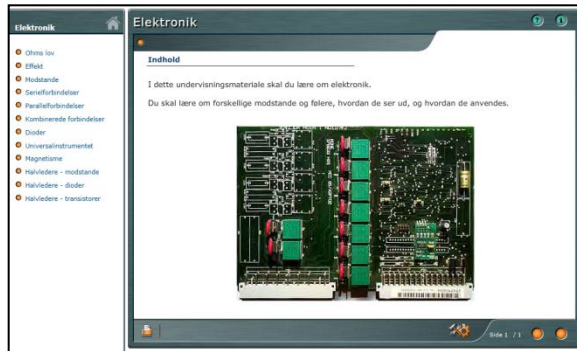 Elektronik
Ohms lov
Effekt
Modstande
Serielforbindelser
Parallelforbindelser
Kombinerede forbindelser
Dioder
Universalinstrumentet
Magnetisme
Halvledere - modstande
Halvledere - dioder
Halvledere - transistorer
Elektronik
Indhold
I dette undervisningsmateriale skal du lære om elektronik.
Du skal lære om forskellige modstande og følere, hvordan de ser ud, og hvordan de anvendes.
Side 1 / 1